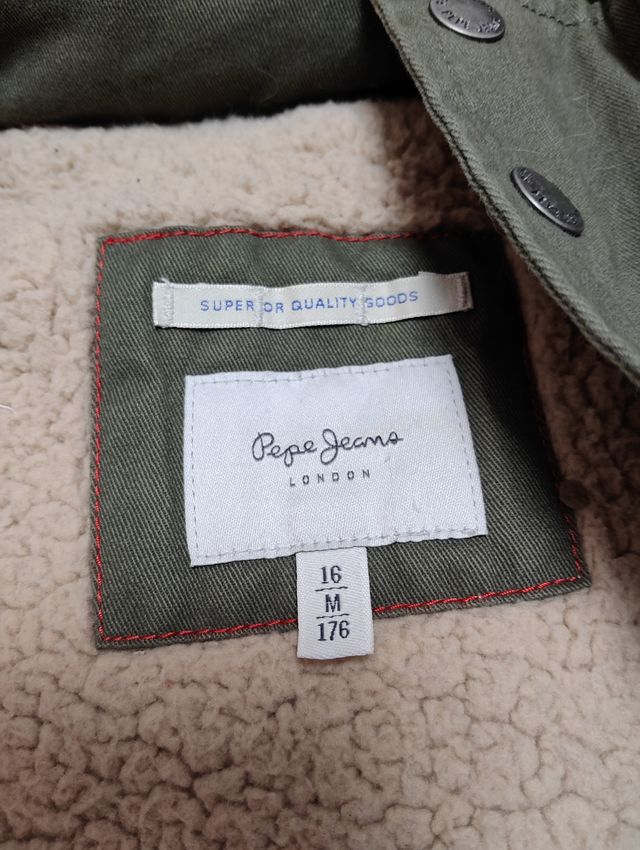 SUPERIOR QUALITY GOODS
Pepe Jeans
LONDON
16
M
176